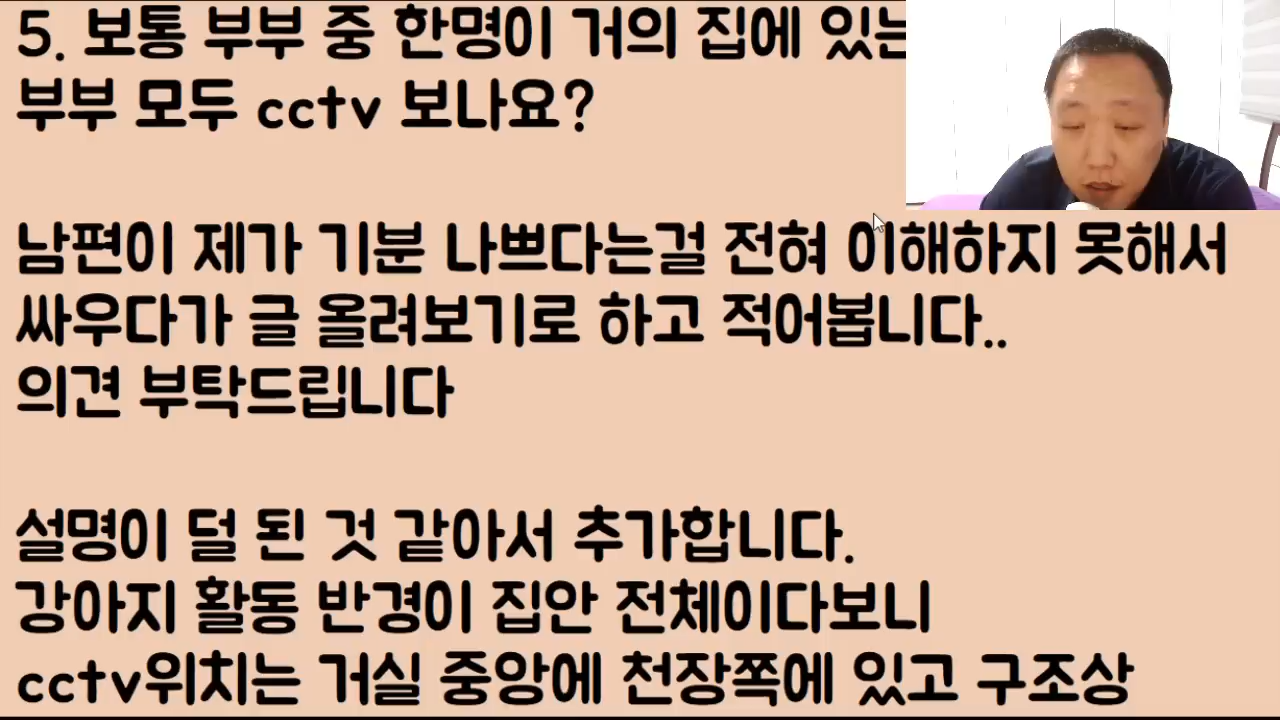 5. 보통 부부 중 한명이 거의 집에 있는
부부 모두 cctv 보나요?
남편이 제가 기분 나쁘다는걸 전혀 이해하지 못해서
싸우다가 글 올려보기로 하고 적어봅니다..
의견 부탁드립니다
설명이 덜 된 것 같아서 추가합니다.
강아지 활동 반경이 집안 전체이다보니
cctv위치는 거실 중앙에 천장쪽에 있고 구조상